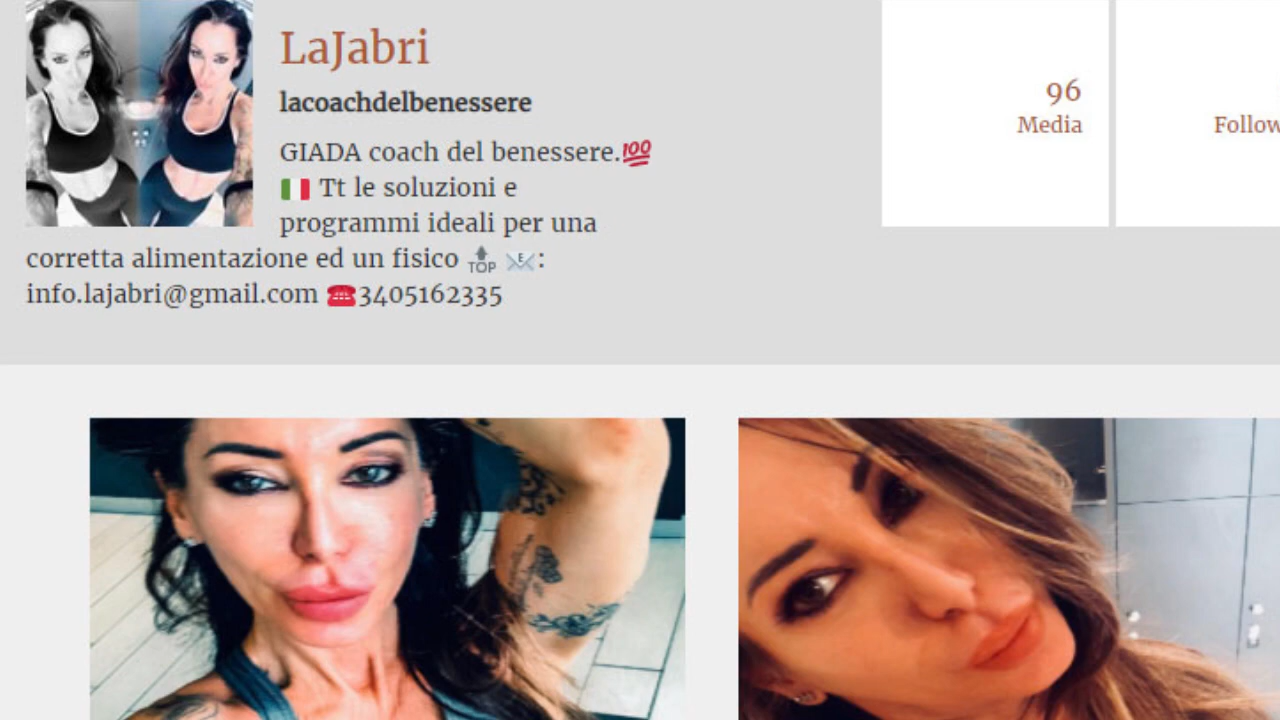 LaJabri
lacoachdelbenessere
GIADA coach del benessere.💯
🇮🇹 Tt le soluzioni e
programmi ideali per una
corretta alimentazione ed un fisico 🔝 📧:
info.lajabri@gmail.com ☎️3405162335
96
Media
Follow